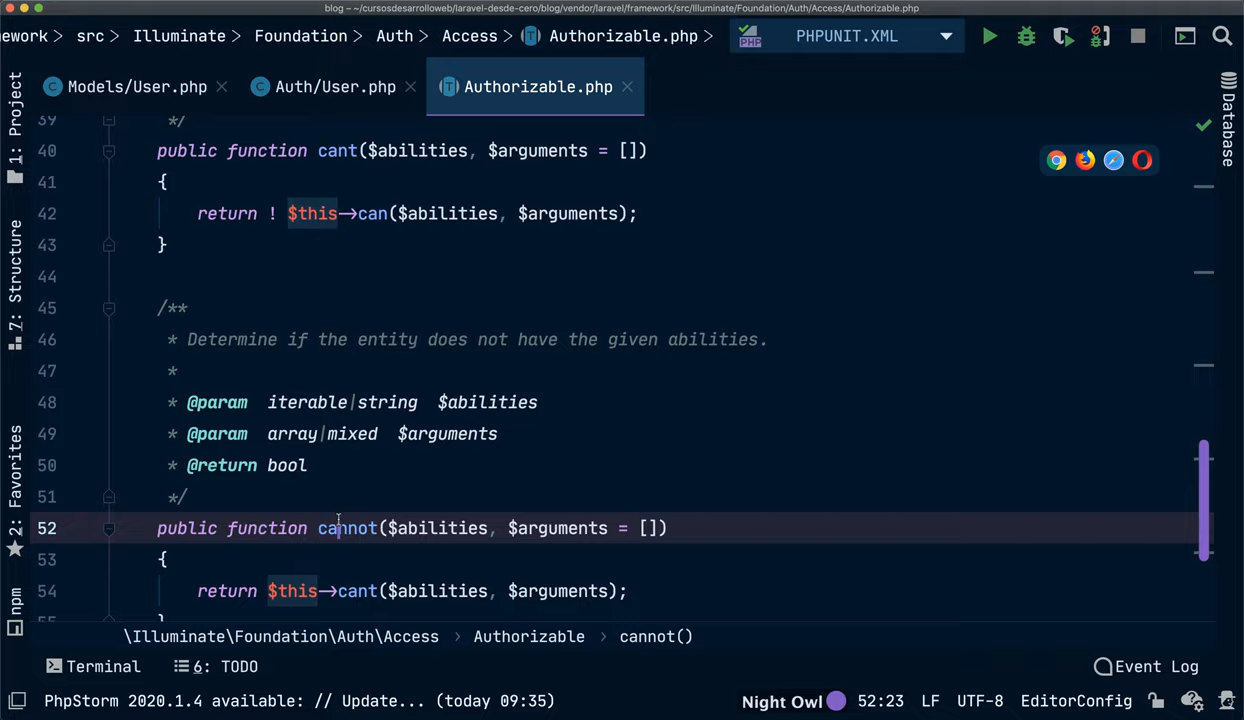 blog – ~/cursosdesarrolloweb/laravel-desde-cero/blog/vendor/laravel/framework/src/Illuminate/Foundation/Auth/Access/Authorizable.php
ework > src > Illuminate > Foundation > Auth > Access > Authorizable.php > PHPUNIT.XML
Models/User.php Auth/User.php Authorizable.php
1: Project
7: Structure
2: Favorites
npm
Database
39 */
40 public function cant($abilities, $arguments = [])
41 {
42 return ! $this->can($abilities, $arguments);
43 }
44
45 /**
46 * Determine if the entity does not have the given abilities.
47 *
48 * @param iterable|string $abilities
49 * @param array|mixed $arguments
50 * @return bool
51 */
52 public function cannot($abilities, $arguments = [])
53 {
54 return $this->cant($abilities, $arguments);
55 }
\Illuminate\Foundation\Auth\Access > Authorizable > cannot()
Terminal 6: TODO Event Log
PhpStorm 2020.1.4 available: // Update... (today 09:35) Night Owl 52:23 LF UTF-8 EditorConfig